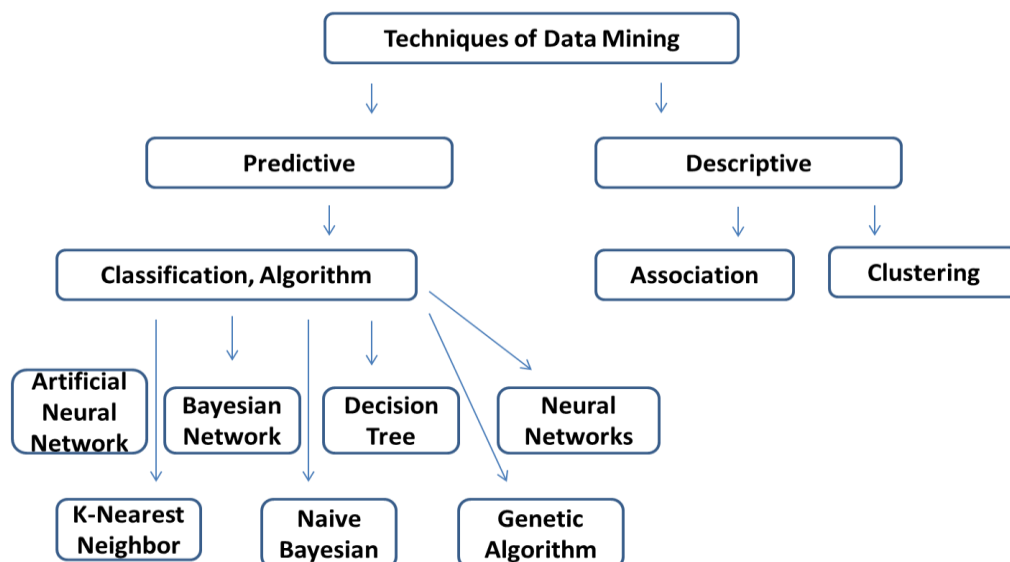 Techniques of Data Mining
Predictive
Descriptive
Classification, Algorithm
Association
Clustering
Artificial
Neural
Network
Bayesian
Network
Decision
Tree
Neural
Networks
K-Nearest
Neighbor
Naive
Bayesian
Genetic
Algorithm